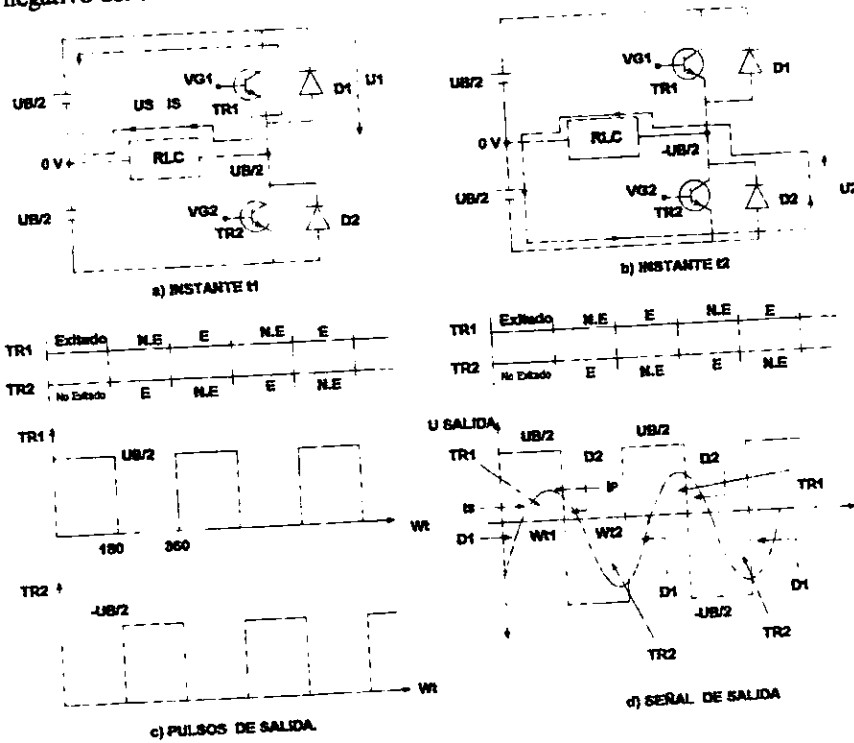 negativo
VG1
TR1
D1
U1
UB/2
US IS
0 V
RLC
UB/2
UB/2
VG2
TR2
D2
a) INSTANTE t1
VG1
TR1
D1
UB/2
0 V
RLC
-UB/2
UB/2
VG2
TR2
D2
U2
b) INSTANTE t2
TR1 Exitado N.E E N.E E
TR2 No Exitado E N.E E N.E
TR1 Exitado N.E E N.E E
TR2 No Exitado E N.E E N.E
TR1
UB/2
180 360
Wt
TR2
-UB/2
Wt
c) PULSOS DE SALIDA.
U SALIDA
UB/2
UB/2
TR1
D2
D2
IP
TR1
Is
D1
Wt1
Wt2
D1
-UB/2
D1
TR2
TR2
d) SEÑAL DE SALIDA